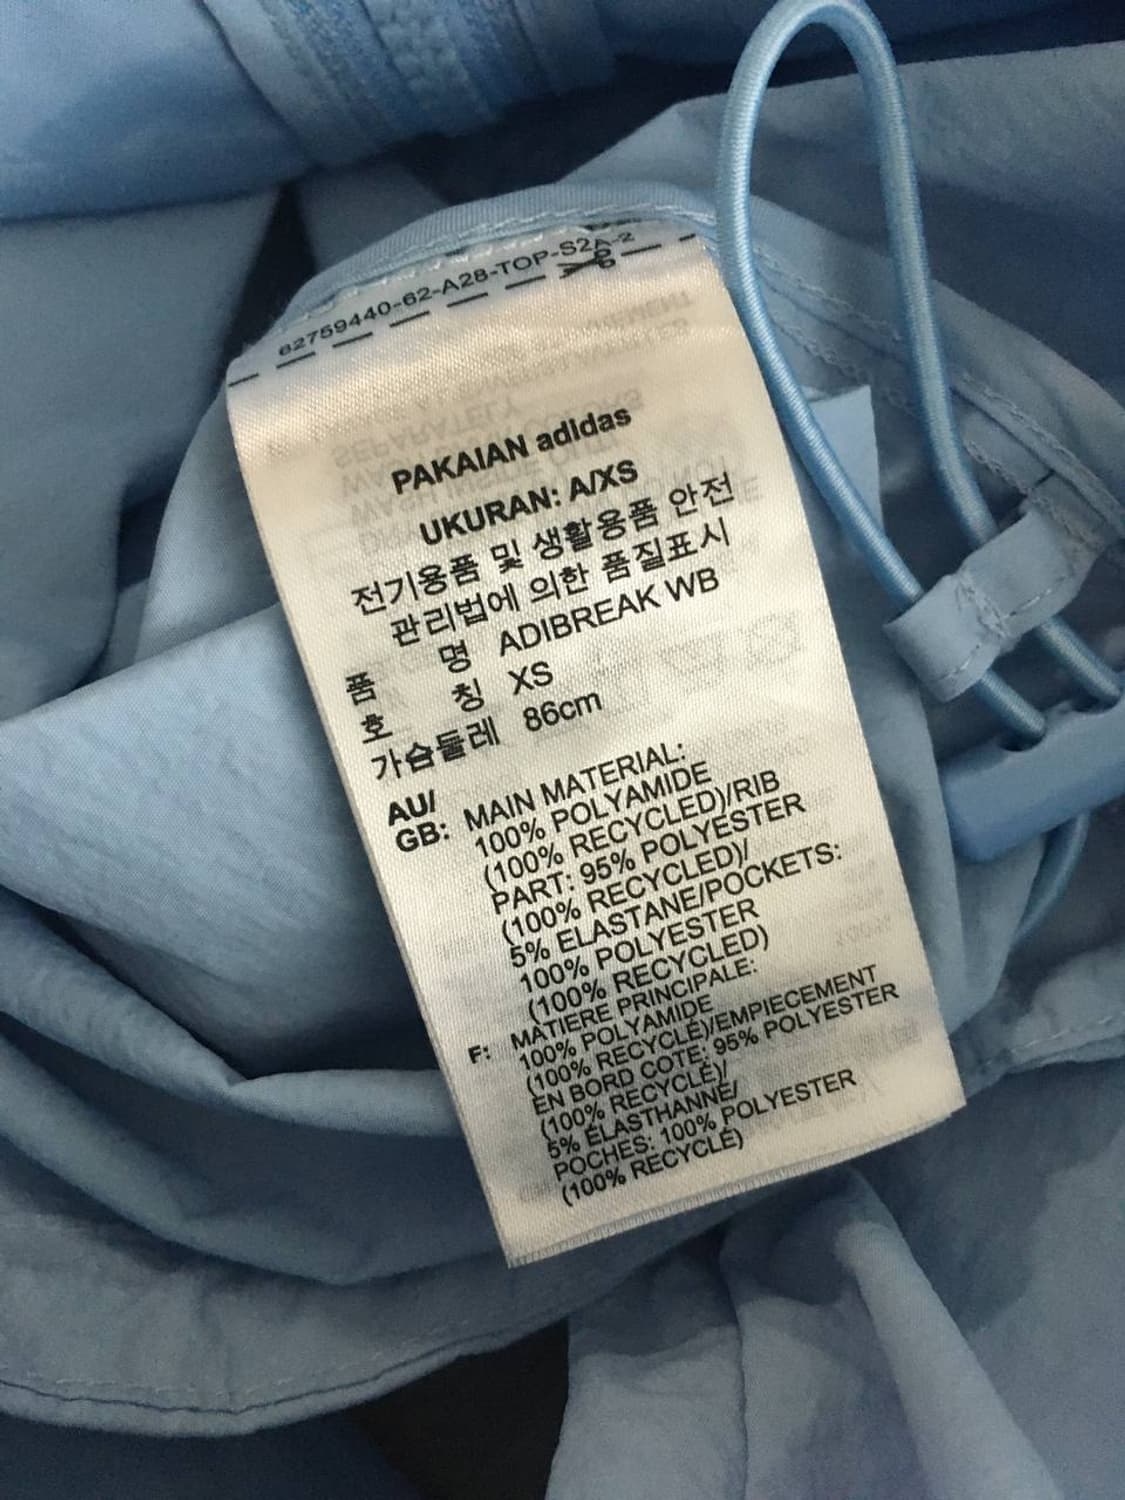 62759440-62-A28-TOP-S2A-2
PAKAIAN adidas
UKURAN: A/XS
전기용품 및 생활용품 안전
관리법에 의한 품질표시
품 명 ADIBREAK WB
호 칭 XS
가슴둘레 86cm
AU/
GB: MAIN MATERIAL:
100% POLYAMIDE
(100% RECYCLED)/RIB
PART: 95% POLYESTER
(100% RECYCLED)/
5% ELASTANE/POCKETS:
100% POLYESTER
(100% RECYCLED)
F: MATIERE PRINCIPALE:
100% POLYAMIDE
(100% RECYCLÉ)/EMPIECEMENT
EN BORD COTE: 95% POLYESTER
(100% RECYCLÉ)/
5% ÉLASTHANNE/
POCHES: 100% POLYESTER
(100% RECYCLÉ)